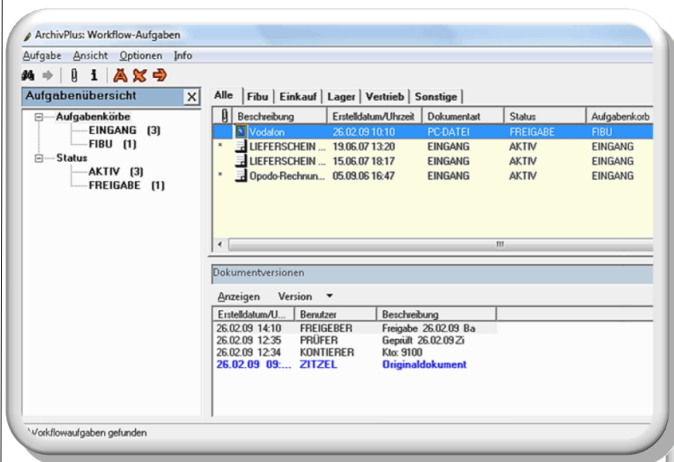 ArchivPlus: Workflow-Aufgaben
Aufgabe Ansicht Optionen Info
Aufgabenübersicht
Aufgabenkörbe
EINGANG (3)
FIBU (1)
Status
AKTIV (3)
FREIGABE (1)
Alle Fibu Einkauf Lager Vertrieb Sonstige
Beschreibung Erstelldatum/Uhrzeit Dokumentart Status Aufgabenkorb
Vodafon 26.02.09 10:10 PC-DATEI FREIGABE FIBU
* LIEFERSCHEIN ... 19.06.07 13:20 EINGANG AKTIV EINGANG
LIEFERSCHEIN ... 15.06.07 18:17 EINGANG AKTIV EINGANG
* Opodo-Rechnun... 05.09.06 16:47 EINGANG AKTIV EINGANG
Dokumentversionen
Anzeigen Version
Erstelldatum/U... Benutzer Beschreibung
26.02.09 14:10 FREIGEBER Freigabe 26.02.09 Ba
26.02.09 12:35 PRÜFER Geprüft 26.02.09 Zi
26.02.09 12:34 KONTIERER Kto: 9100
26.02.09 09:... ZITZEL Originaldokument
Workflowaufgaben gefunden